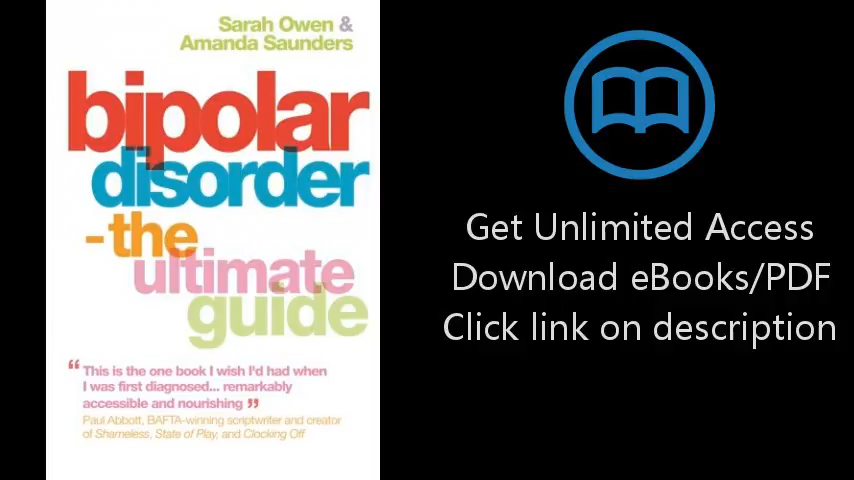 Sarah Owen &
Amanda Saunders
bipolar
disorder
-the
ultimate
guide
“ This is the one book I wish I'd had when
I was first diagnosed... remarkably
accessible and nourishing ”
Paul Abbott, BAFTA-winning scriptwriter and creator
of Shameless, State of Play, and Clocking Off
Get Unlimited Access
Download eBooks/PDF
Click link on description